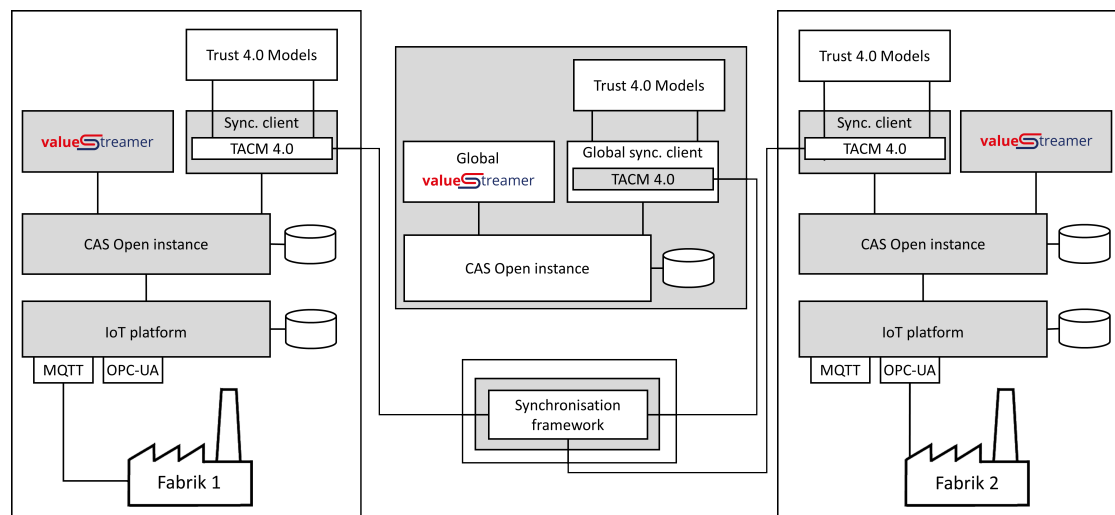 Trust 4.0 Models
valueStreamer
Sync. client
TACM 4.0
CAS Open instance
IoT platform
MQTT
OPC-UA
Fabrik 1
Trust 4.0 Models
Global
valueStreamer
Global sync. client
TACM 4.0
CAS Open instance
Synchronisation
framework
Trust 4.0 Models
Sync. client
TACM 4.0
valueStreamer
CAS Open instance
IoT platform
MQTT
OPC-UA
Fabrik 2